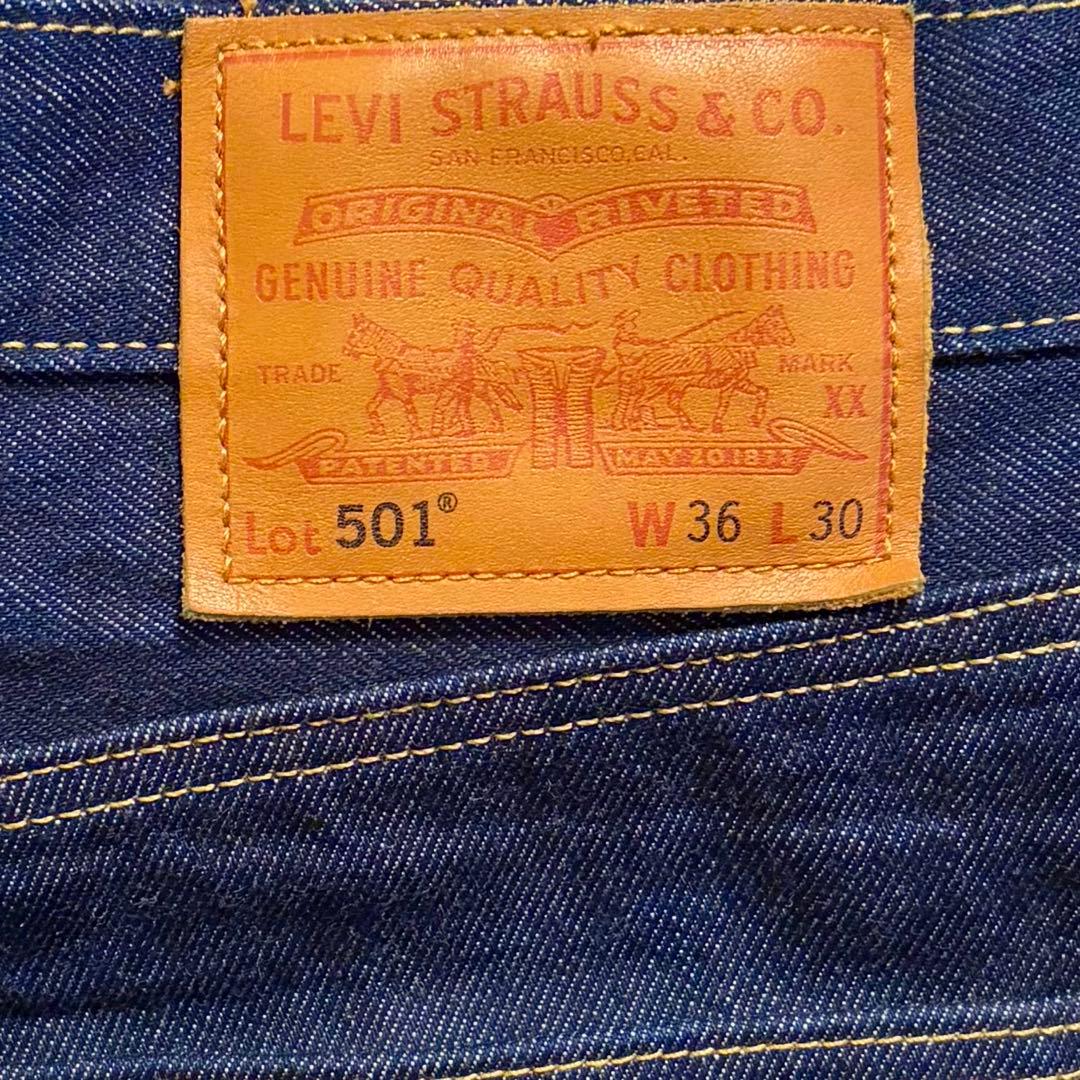 LEVI STRAUSS & CO.
SAN FRANCISCO, CAL.
ORIGINAL RIVETED
GENUINE QUALITY CLOTHING
TRADE MARK
XX
PATENTED MAY 20 1873
Lot 501® W 36 L 30